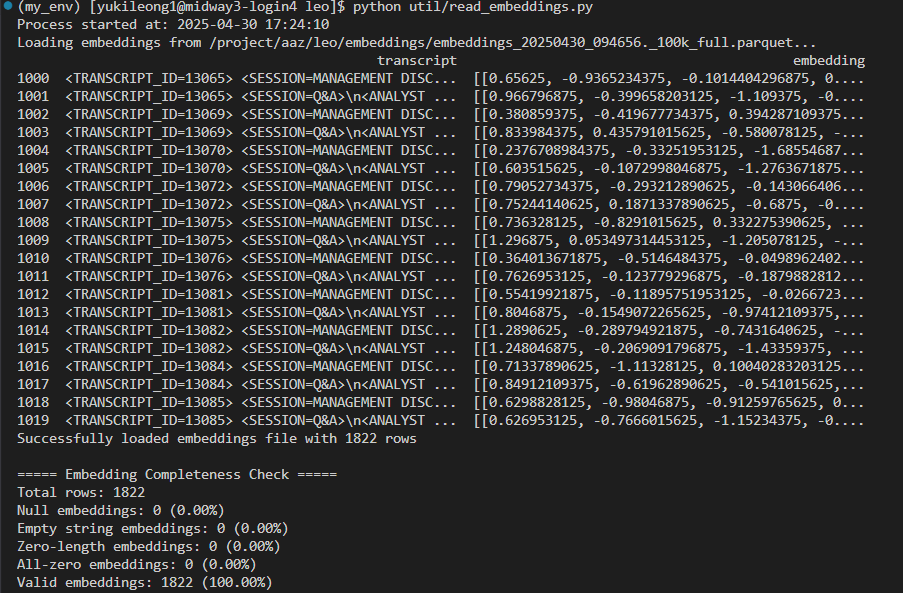 (my_env) [yukileong1@midway3-login4 leo]$ python util/read_embeddings.py
Process started at: 2025-04-30 17:24:10
Loading embeddings from /project/aaz/leo/embeddings/embeddings_20250430_094656._100k_full.parquet...
transcript embedding
1000 <TRANSCRIPT_ID=13065> <SESSION=MANAGEMENT DISC... [[0.65625, -0.9365234375, -0.1014404296875, 0....
1001 <TRANSCRIPT_ID=13065> <SESSION=Q&A>\n<ANALYST ... [[0.966796875, -0.399658203125, -1.109375, -0....
1002 <TRANSCRIPT_ID=13069> <SESSION=MANAGEMENT DISC... [[0.380859375, -0.419677734375, 0.394287109375...
1003 <TRANSCRIPT_ID=13069> <SESSION=Q&A>\n<ANALYST ... [[0.833984375, 0.435791015625, -0.580078125, -...
1004 <TRANSCRIPT_ID=13070> <SESSION=MANAGEMENT DISC... [[0.2376708984375, -0.33251953125, -1.68554687...
1005 <TRANSCRIPT_ID=13070> <SESSION=Q&A>\n<ANALYST ... [[0.603515625, -0.1072998046875, -1.2763671875...
1006 <TRANSCRIPT_ID=13072> <SESSION=MANAGEMENT DISC... [[0.79052734375, -0.293212890625, -0.143066406...
1007 <TRANSCRIPT_ID=13072> <SESSION=Q&A>\n<ANALYST ... [[0.75244140625, 0.1871337890625, -0.6875, -0....
1008 <TRANSCRIPT_ID=13075> <SESSION=MANAGEMENT DISC... [[0.736328125, -0.8291015625, 0.332275390625, ...
1009 <TRANSCRIPT_ID=13075> <SESSION=Q&A>\n<ANALYST ... [[1.296875, 0.053497314453125, -1.205078125, -...
1010 <TRANSCRIPT_ID=13076> <SESSION=MANAGEMENT DISC... [[0.364013671875, -0.5146484375, -0.0498962402...
1011 <TRANSCRIPT_ID=13076> <SESSION=Q&A>\n<ANALYST ... [[0.7626953125, -0.123779296875, -0.1879882812...
1012 <TRANSCRIPT_ID=13081> <SESSION=MANAGEMENT DISC... [[0.55419921875, -0.11895751953125, -0.0266723...
1013 <TRANSCRIPT_ID=13081> <SESSION=Q&A>\n<ANALYST ... [[0.8046875, -0.1549072265625, -0.97412109375,...
1014 <TRANSCRIPT_ID=13082> <SESSION=MANAGEMENT DISC... [[1.2890625, -0.289794921875, -0.7431640625, -...
1015 <TRANSCRIPT_ID=13082> <SESSION=Q&A>\n<ANALYST ... [[1.248046875, -0.2069091796875, -1.43359375, ...
1016 <TRANSCRIPT_ID=13084> <SESSION=MANAGEMENT DISC... [[0.71337890625, -1.11328125, 0.10040283203125...
1017 <TRANSCRIPT_ID=13084> <SESSION=Q&A>\n<ANALYST ... [[0.84912109375, -0.61962890625, -0.541015625,...
1018 <TRANSCRIPT_ID=13085> <SESSION=MANAGEMENT DISC... [[0.6298828125, -0.98046875, -0.91259765625, 0...
1019 <TRANSCRIPT_ID=13085> <SESSION=Q&A>\n<ANALYST ... [[0.626953125, -0.7666015625, -1.15234375, -0....
Successfully loaded embeddings file with 1822 rows
===== Embedding Completeness Check =====
Total rows: 1822
Null embeddings: 0 (0.00%)
Empty string embeddings: 0 (0.00%)
Zero-length embeddings: 0 (0.00%)
All-zero embeddings: 0 (0.00%)
Valid embeddings: 1822 (100.00%)